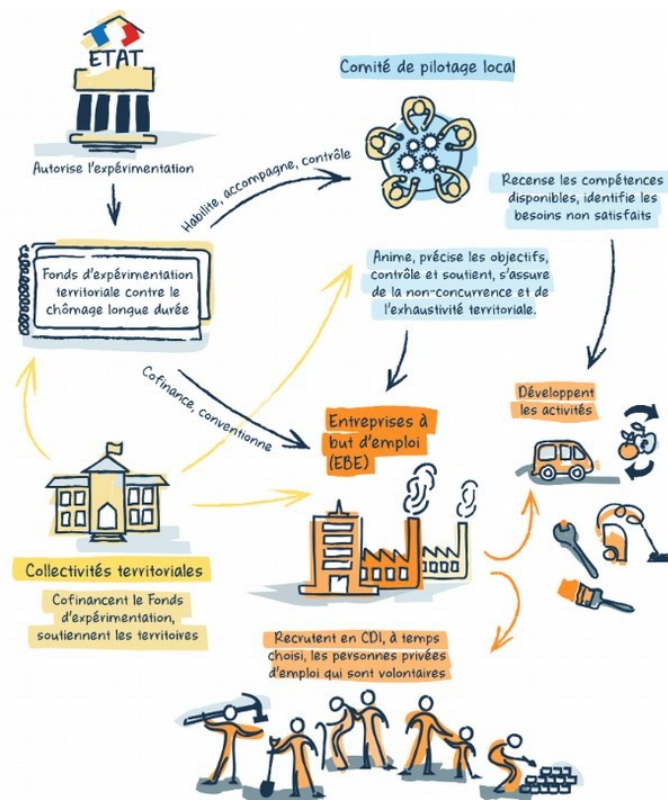 ETAT
Autorise l'expérimentation
Fonds d'expérimentation
territoriale contre le
chômage longue durée
Habilite, accompagne, contrôle
Comité de pilotage local
Recense les compétences
disponibles, identifie les
besoins non satisfaits
Anime, précise les objectifs,
contrôle et soutient, s'assure
de la non-concurrence et de
l'exhaustivité territoriale.
Cofinance, conventionne
Entreprises à
but d'emploi
(EBE)
Développent
les activités
Collectivités territoriales
Cofinancent le Fonds
d'expérimentation,
soutiennent les territoires
Recrutent en CDI, à temps
choisi, les personnes privées
d'emploi qui sont volontaires